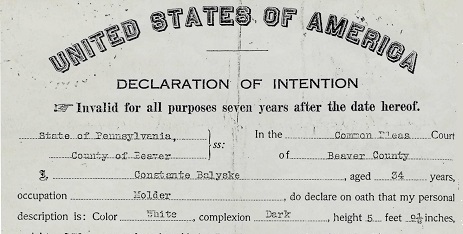 UNITED STATES OF AMERICA
DECLARATION OF INTENTION
☞ Invalid for all purposes seven years after the date hereof.
State of Pennsylvania, ss: In the Common Pleas Court
County of Beaver of Beaver County
I, Constante Balyske, aged 34 years,
occupation Molder, do declare on oath that my personal
description is: Color White, complexion Dark, height 5 feet inches,